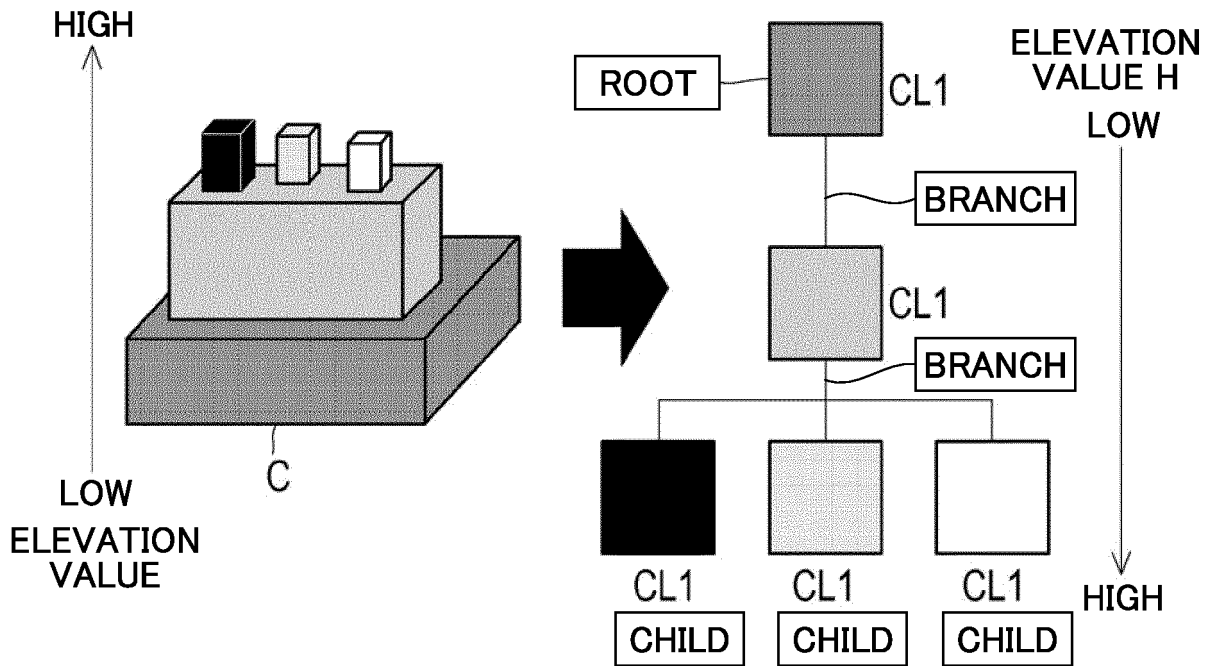 HIGH
LOW
ELEVATION
VALUE
C
ROOT
CL1
BRANCH
CL1
BRANCH
CL1
CL1
CL1
CHILD
CHILD
CHILD
ELEVATION
VALUE H
LOW
HIGH